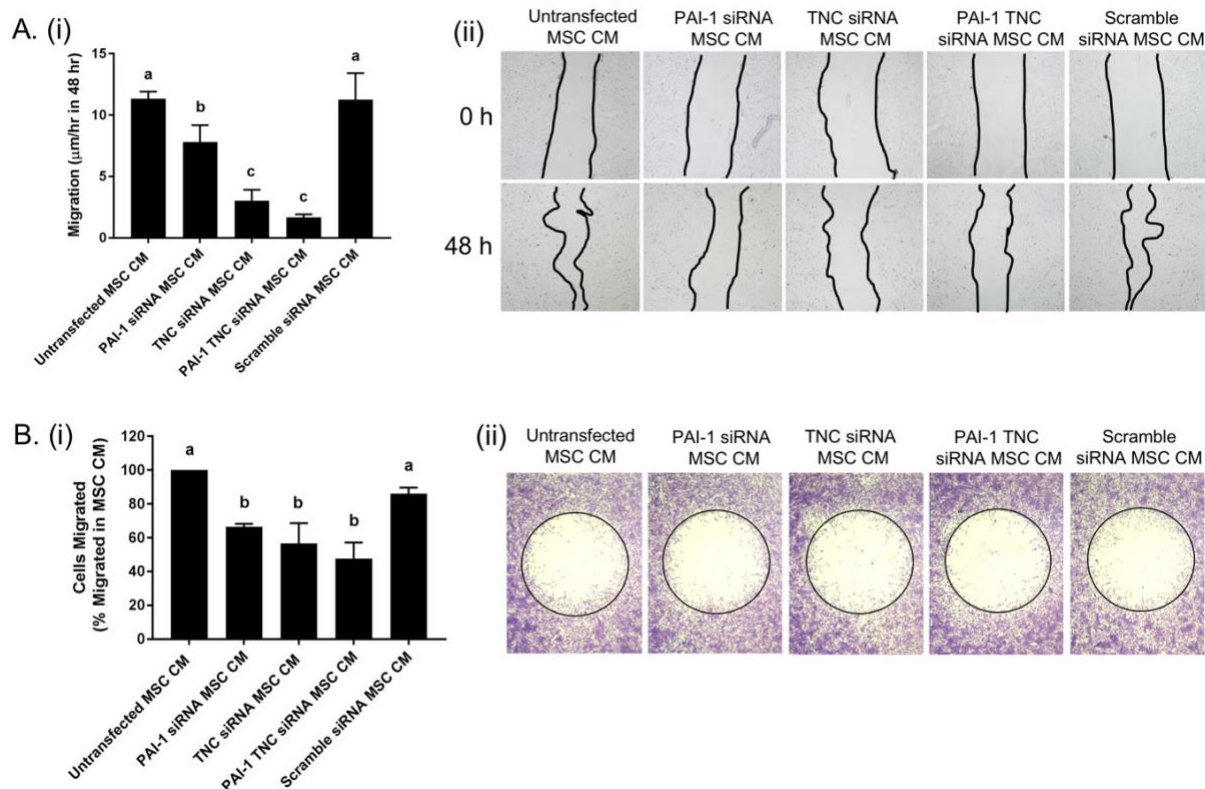 A. (i)
Migration (μm/hr in 48 hr)
15
10
5
0
a
b
c
c
a
Untransfected MSC CM
PAI-1 siRNA MSC CM
TNC siRNA MSC CM
PAI-1 TNC siRNA MSC CM
Scramble siRNA MSC CM
(ii)
Untransfected
MSC CM
PAI-1 siRNA
MSC CM
TNC siRNA
MSC CM
PAI-1 TNC
siRNA MSC CM
Scramble
siRNA MSC CM
0 h
48 h
B. (i)
Cells Migrated
(% Migrated in MSC CM)
120
100
80
60
40
20
0
a
b
b
b
a
Untransfected MSC CM
PAI-1 siRNA MSC CM
TNC siRNA MSC CM
PAI-1 TNC siRNA MSC CM
Scramble siRNA MSC CM
(ii)
Untransfected
MSC CM
PAI-1 siRNA
MSC CM
TNC siRNA
MSC CM
PAI-1 TNC
siRNA MSC CM
Scramble
siRNA MSC CM